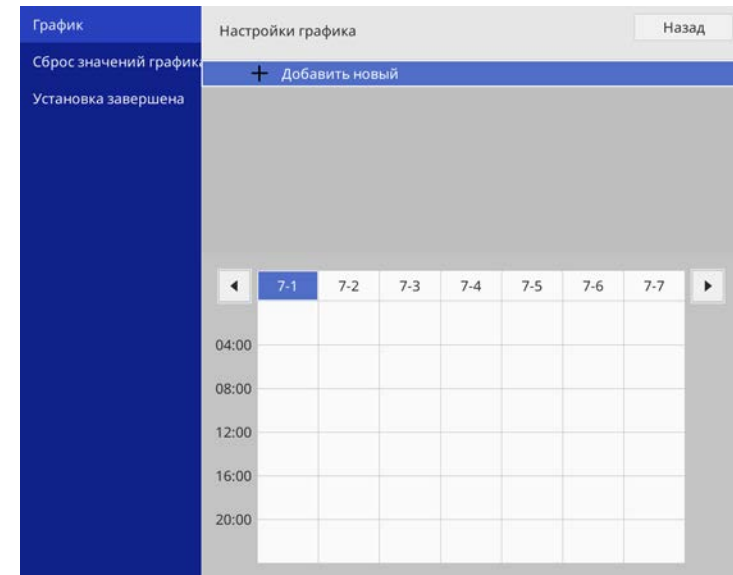 График
Сброс значений график
Установка завершена
Настройки графика
Назад
Добавить новый
7-1 7-2 7-3 7-4 7-5 7-6 7-7
04:00
08:00
12:00
16:00
20:00